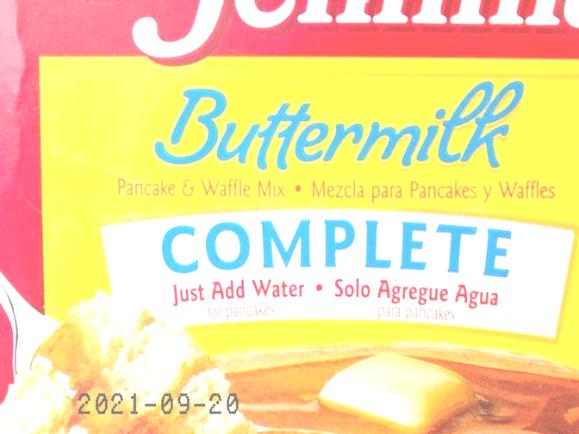 Buttermilk
Pancake & Waffle Mix • Mezcla para Pancakes y Waffles
COMPLETE
Just Add Water • Solo Agregue Agua
for pancakes para pancakes
2021-09-20